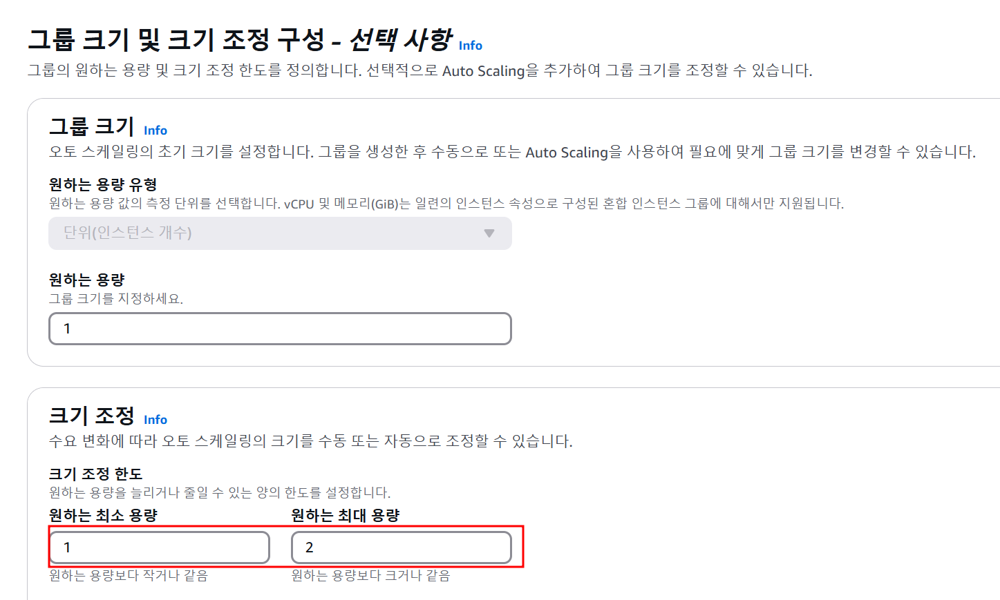 그룹 크기 및 크기 조정 구성 - 선택 사항 Info
그룹의 원하는 용량 및 크기 조정 한도를 정의합니다. 선택적으로 Auto Scaling을 추가하여 그룹 크기를 조정할 수 있습니다.
그룹 크기 Info
오토 스케일링의 초기 크기를 설정합니다. 그룹을 생성한 후 수동으로 또는 Auto Scaling을 사용하여 필요에 맞게 그룹 크기를 변경할 수 있습니다.
원하는 용량 유형
원하는 용량 값의 측정 단위를 선택합니다. vCPU 및 메모리(GiB)는 일련의 인스턴스 속성으로 구성된 혼합 인스턴스 그룹에 대해서만 지원됩니다.
단위(인스턴스 개수)
원하는 용량
그룹 크기를 지정하세요.
1
크기 조정 Info
수요 변화에 따라 오토 스케일링의 크기를 수동 또는 자동으로 조정할 수 있습니다.
크기 조정 한도
원하는 용량을 늘리거나 줄일 수 있는 양의 한도를 설정합니다.
원하는 최소 용량 원하는 최대 용량
1 2
원하는 용량보다 작거나 같음 원하는 용량보다 크거나 같음